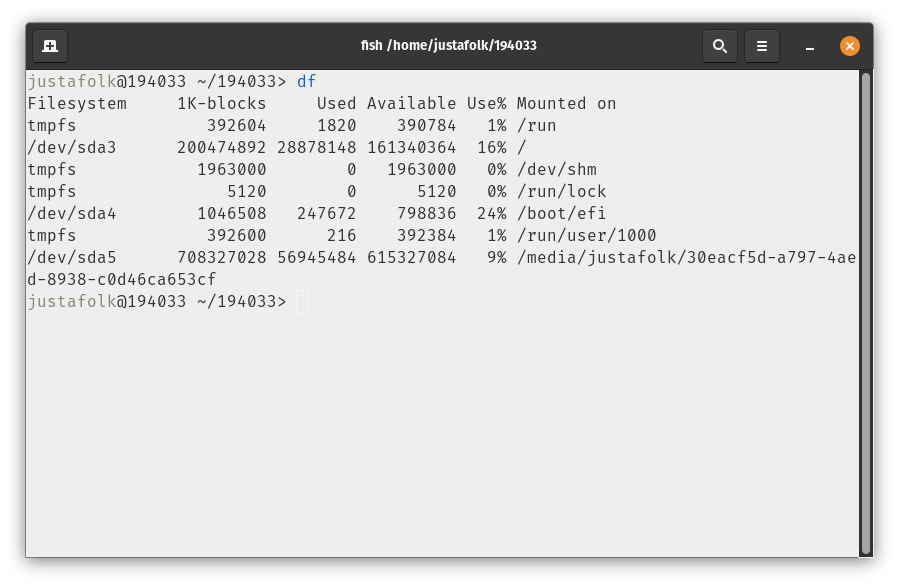 fish /home/justafolk/194033
justafolk@194033 ~/194033> df
Filesystem     1K-blocks     Used Available Use% Mounted on
tmpfs             392604     1820    390784   1% /run
/dev/sda3      200474892 28878148 161340364  16% /
tmpfs            1963000        0   1963000   0% /dev/shm
tmpfs               5120        0      5120   0% /run/lock
/dev/sda4        1046508   247672    798836  24% /boot/efi
tmpfs             392600      216    392384   1% /run/user/1000
/dev/sda5      708327028 56945484 615327084   9% /media/justafolk/30eacf5d-a797-4ae
d-8938-c0d46ca653cf
justafolk@194033 ~/194033>